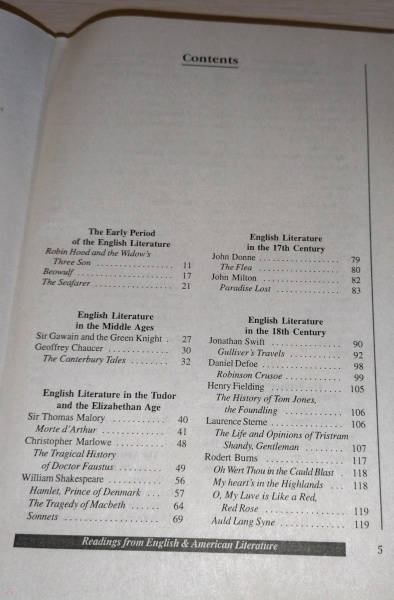 Contents
The Early Period
of the English Literature
Robin Hood and the Widow's
Three Son ................ 11
Beowulf .................... 17
The Seafarer ................ 21
English Literature
in the Middle Ages
Sir Gawain and the Green Knight . 27
Geoffrey Chaucer ............. 30
The Canterbury Tales ......... 32
English Literature in the Tudor
and the Elizabethan Age
Sir Thomas Malory ........... 40
Morte d'Arthur ............. 41
Christopher Marlowe .......... 48
The Tragical History
of Doctor Faustus .......... 49
William Shakespeare ........... 56
Hamlet, Prince of Denmark ... 57
The Tragedy of Macbeth ...... 64
Sonnets .................... 69
English Literature
in the 17th Century
John Donne ................. 79
The Flea .................. 80
John Milton ................. 82
Paradise Lost .............. 83
English Literature
in the 18th Century
Jonathan Swift ............... 90
Gulliver's Travels ........... 92
Daniel Defoe ................ 98
Robinson Crusoe ............ 99
Henry Fielding .............. 105
The History of Tom Jones,
the Foundling ............. 106
Laurence Sterne .............. 106
The Life and Opinions of Tristram
Shandy, Gentleman ........ 107
Rodert Burns ................ 117
Oh Wert Thou in the Cauld Blast . 118
My heart's in the Highlands ... 118
O, My Luve is Like a Red,
Red Rose ................. 119
Auld Lang Syne ............. 119
Readings from English & American Literature
5